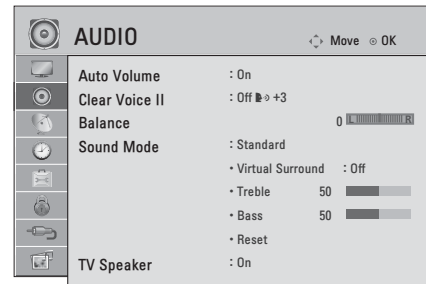 AUDIO Move OK
Auto Volume : On
Clear Voice II : Off +3
Balance 0 L R
Sound Mode : Standard
• Virtual Surround : Off
• Treble 50
• Bass 50
• Reset
TV Speaker : On